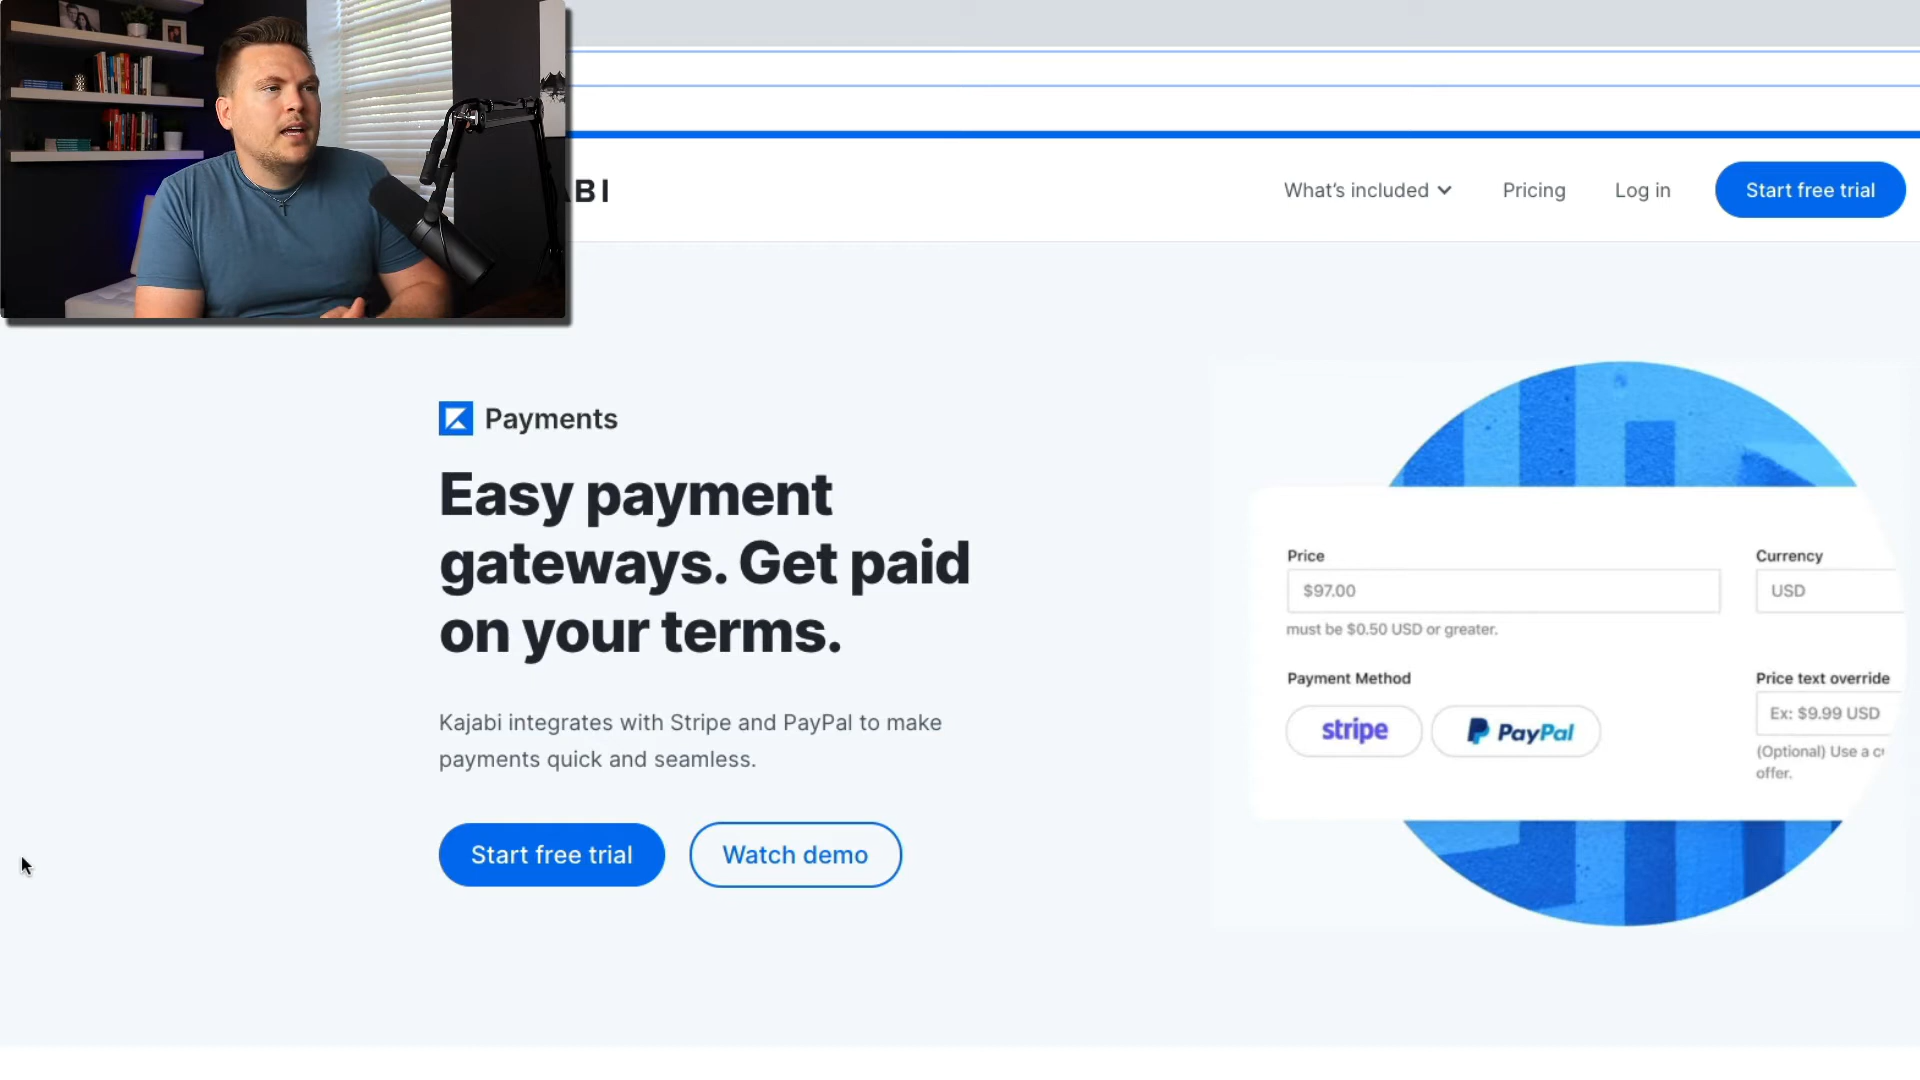 ABI
What's included
Pricing
Log in
Start free trial
Payments
Easy payment
gateways. Get paid
on your terms.
Kajabi integrates with Stripe and PayPal to make
payments quick and seamless.
Start free trial
Watch demo
Price
$97.00
must be $0.50 USD or greater.
Currency
USD
Payment Method
stripe
PayPal
Price text override
Ex: $9.99 USD
(Optional) Use a
offer.